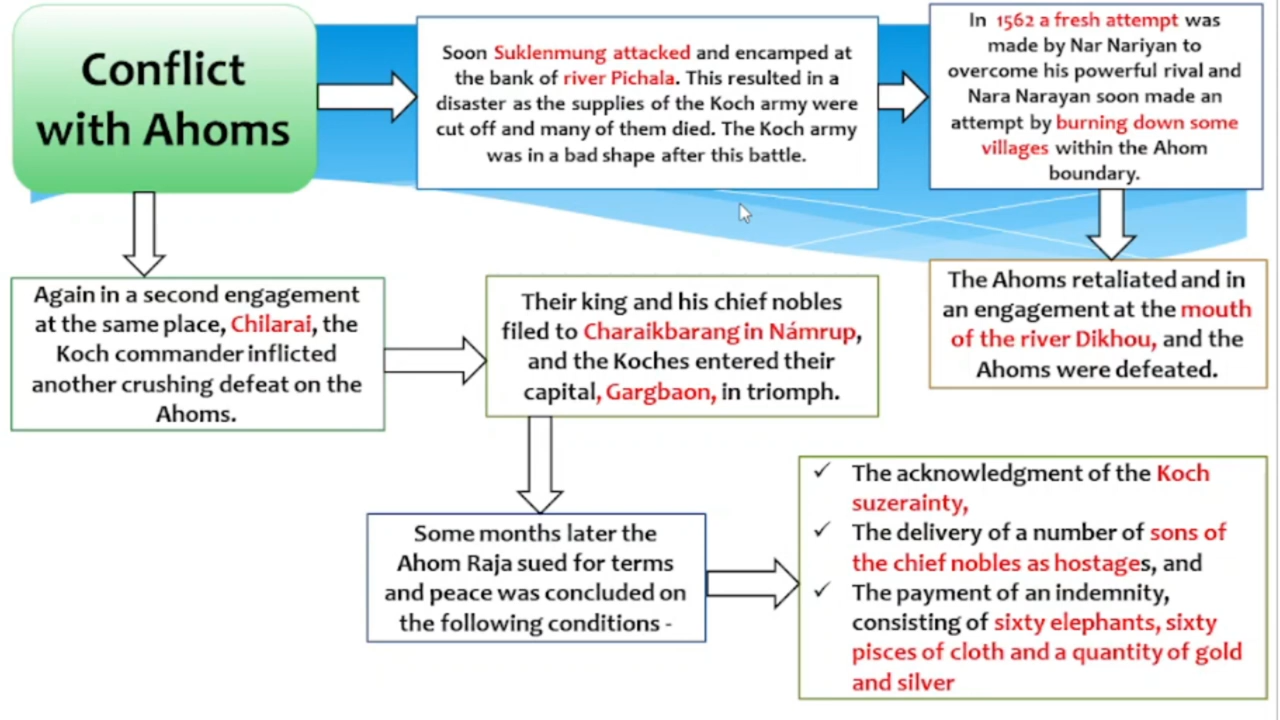 Conflict
with Ahoms
Soon Suklenmung attacked and encamped at
the bank of river Pichala. This resulted in a
disaster as the supplies of the Koch army were
cut off and many of them died. The Koch army
was in a bad shape after this battle.
In 1562 a fresh attempt was
made by Nar Nariyan to
overcome his powerful rival and
Nara Narayan soon made an
attempt by burning down some
villages within the Ahom
boundary.
The Ahoms retaliated and in
an engagement at the mouth
of the river Dikhou, and the
Ahoms were defeated.
Again in a second engagement
at the same place, Chilarai, the
Koch commander inflicted
another crushing defeat on the
Ahoms.
Their king and his chief nobles
filed to Charaikbarang in Námrup,
and the Koches entered their
capital, Gargbaon, in triomph.
Some months later the
Ahom Raja sued for terms
and peace was concluded on
the following conditions -
✓ The acknowledgment of the Koch
suzerainty,
✓ The delivery of a number of sons of
the chief nobles as hostages, and
✓ The payment of an indemnity,
consisting of sixty elephants, sixty
pisces of cloth and a quantity of gold
and silver